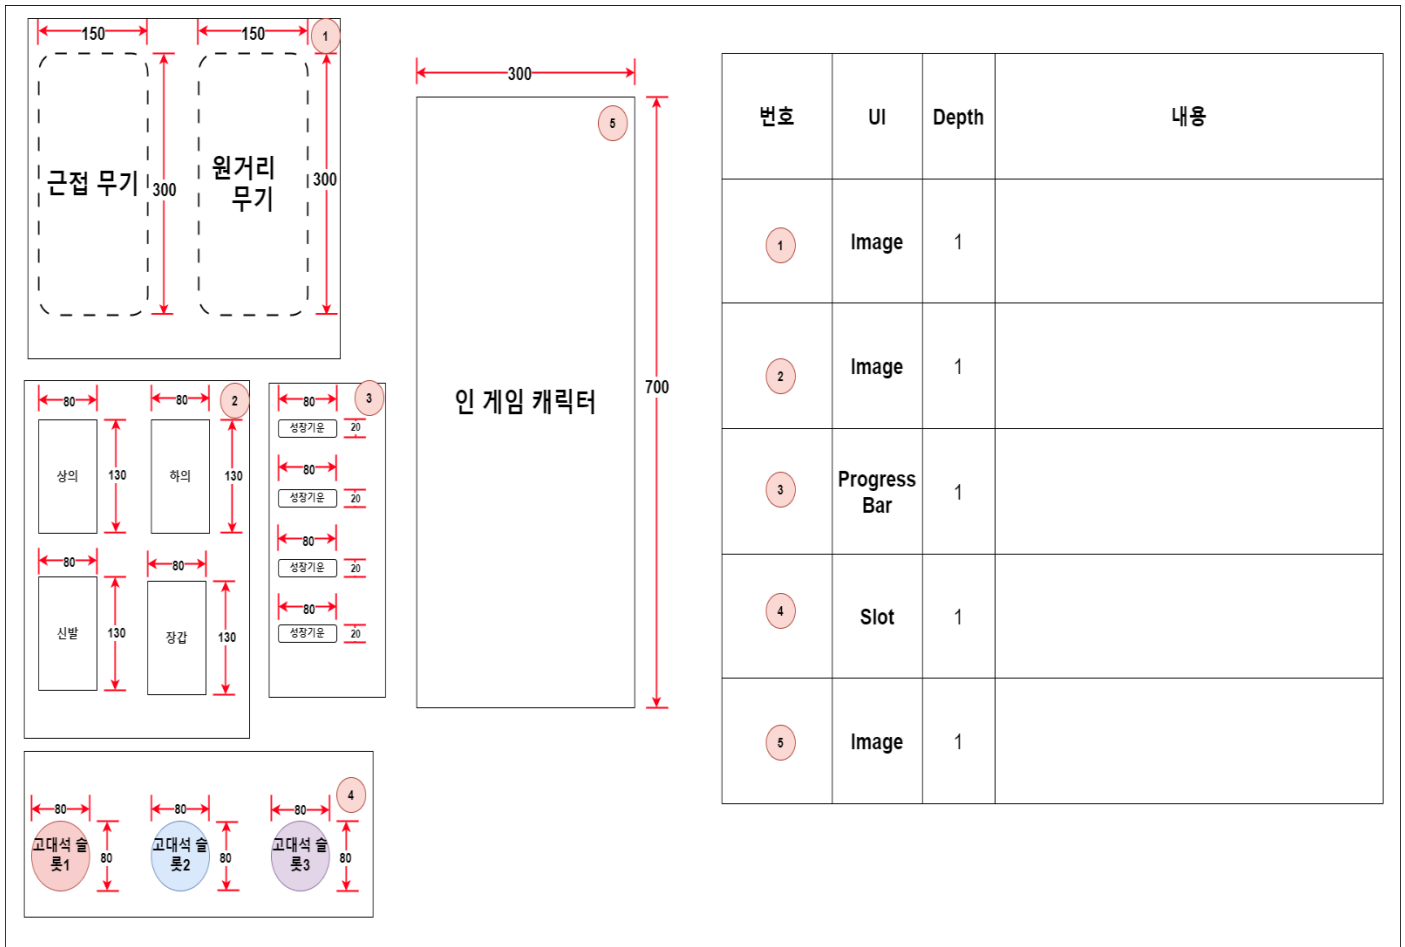 150
150
1
근접 무기
300
원거리
무기
300
80
80
2
상의
130
하의
130
80
80
신발
130
장갑
130
80
3
성장기운
20
80
성장기운
20
80
성장기운
20
80
성장기운
20
80
80
80
4
고대석 슬
롯1
80
고대석 슬
롯2
80
고대석 슬
롯3
80
300
5
인 게임 캐릭터
700
번호 UI Depth 내용
1 Image 1
2 Image 1
3 Progress
Bar 1
4 Slot 1
5 Image 1